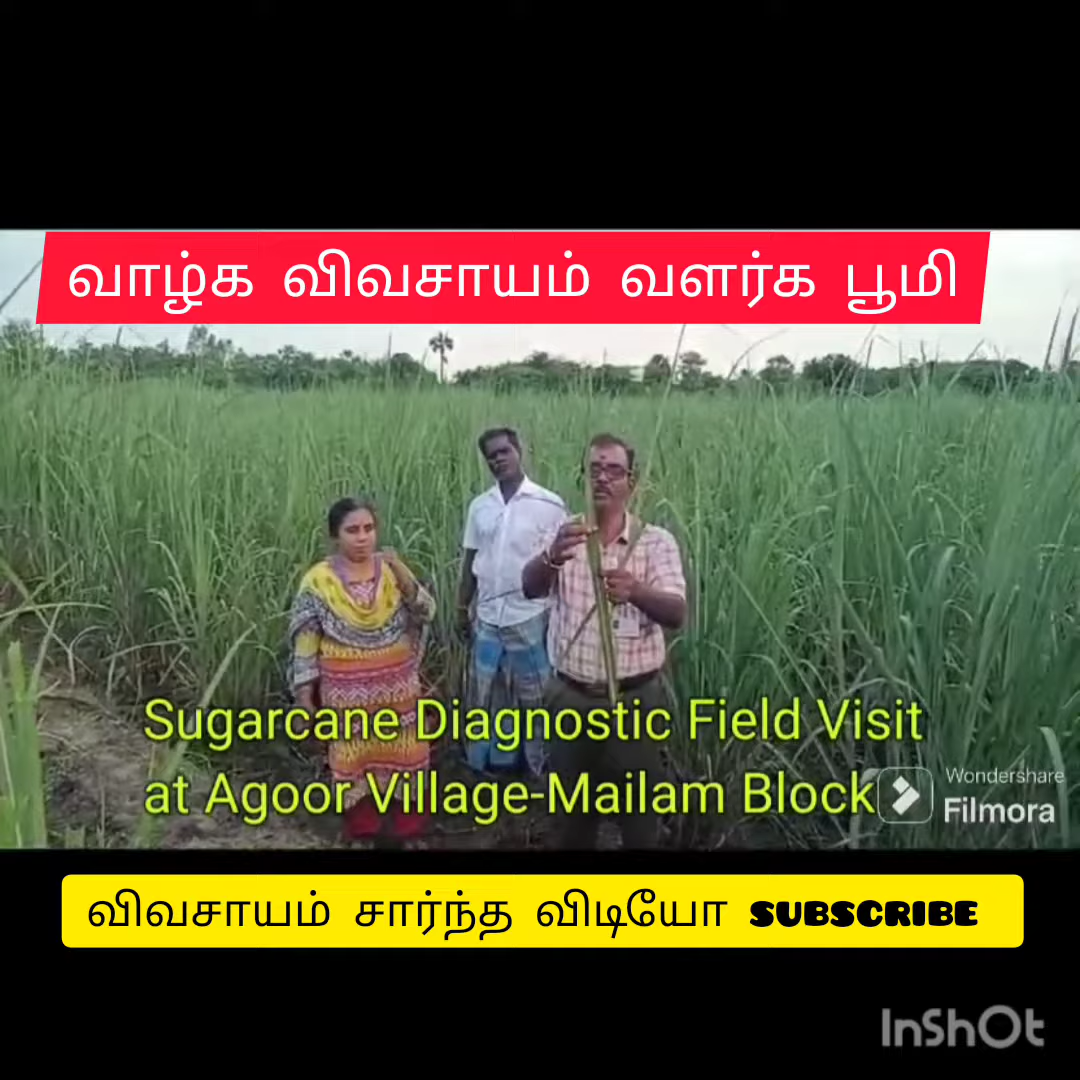 வாழ்க விவசாயம் வளர்க பூமி
Sugarcane Diagnostic Field Visit
at Agoor Village-Mailam Block
Wondershare
Filmora
விவசாயம் சார்ந்த விடியோ SUBSCRIBE
InShOt